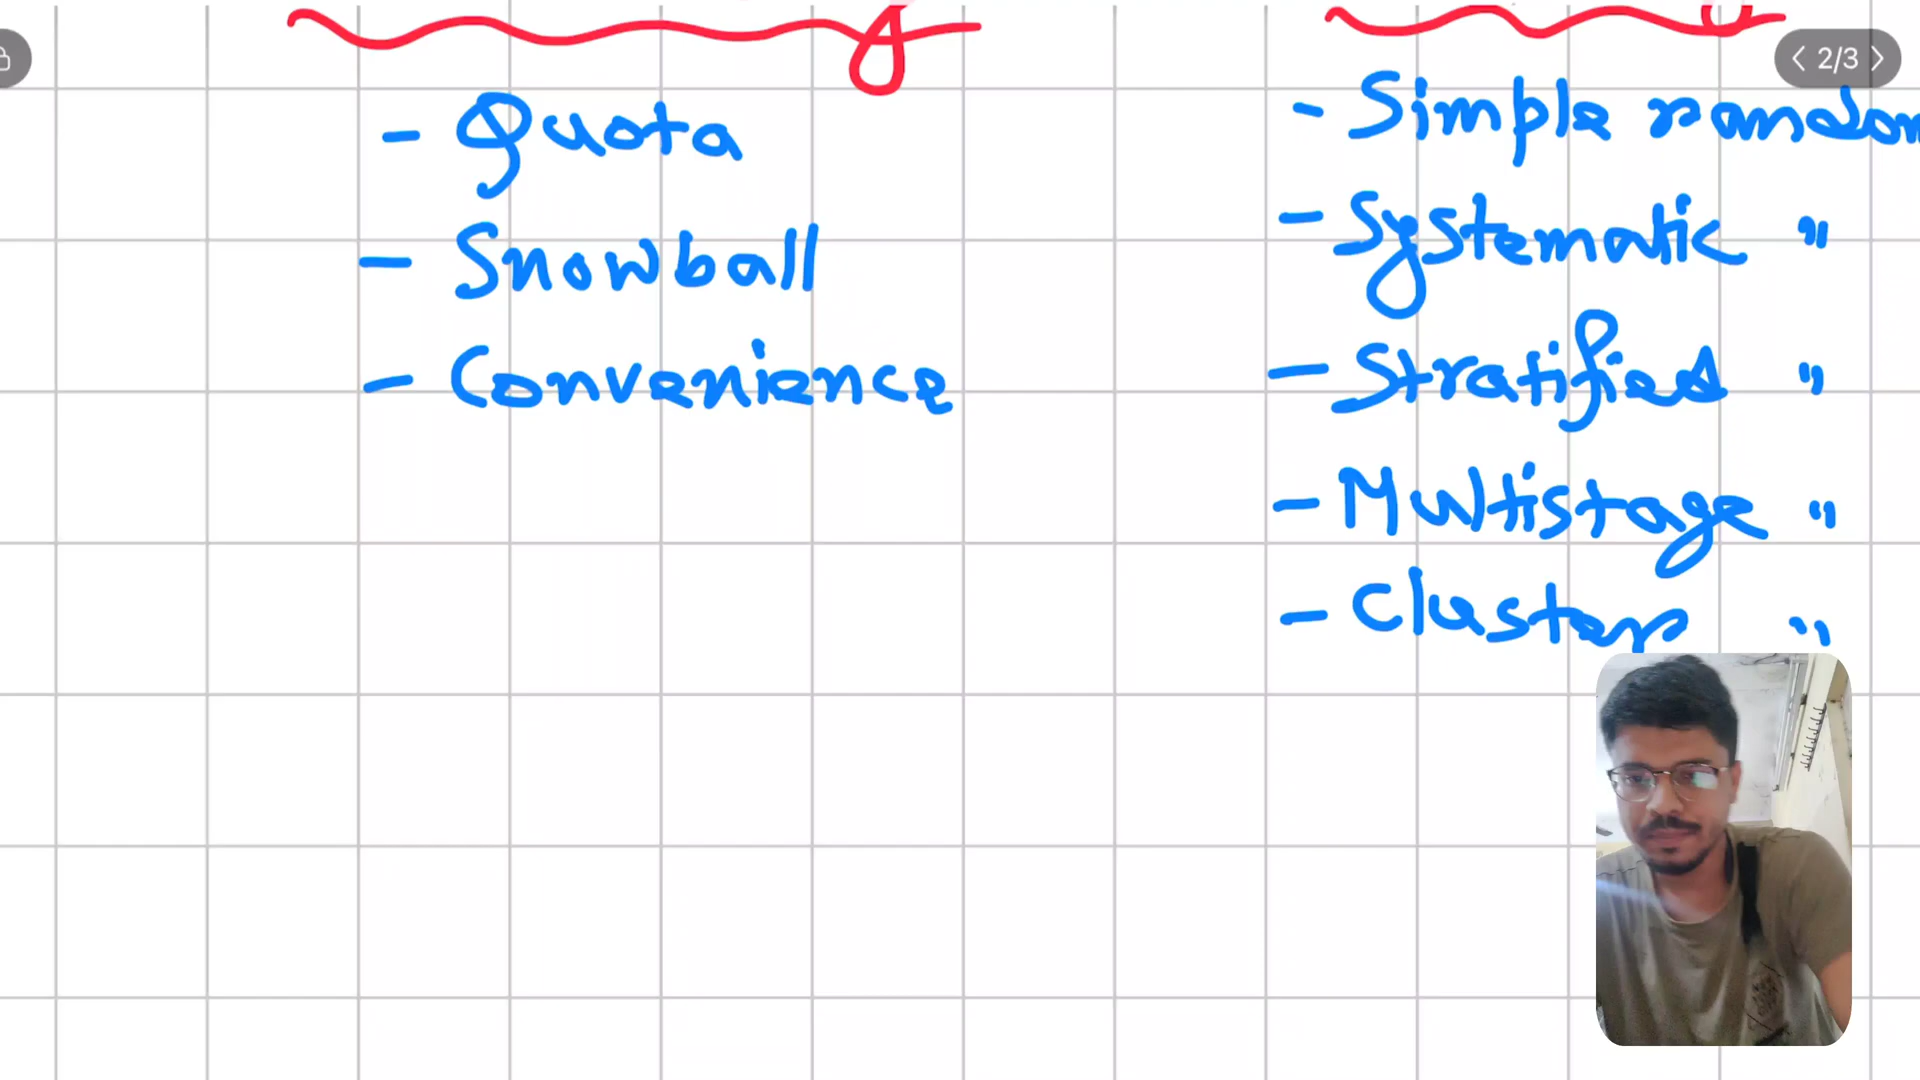 2/3
- Quota
- Snowball
- Convenience
- Simple random
- Systematic "
- Stratified "
- Multistage "
- Cluster "